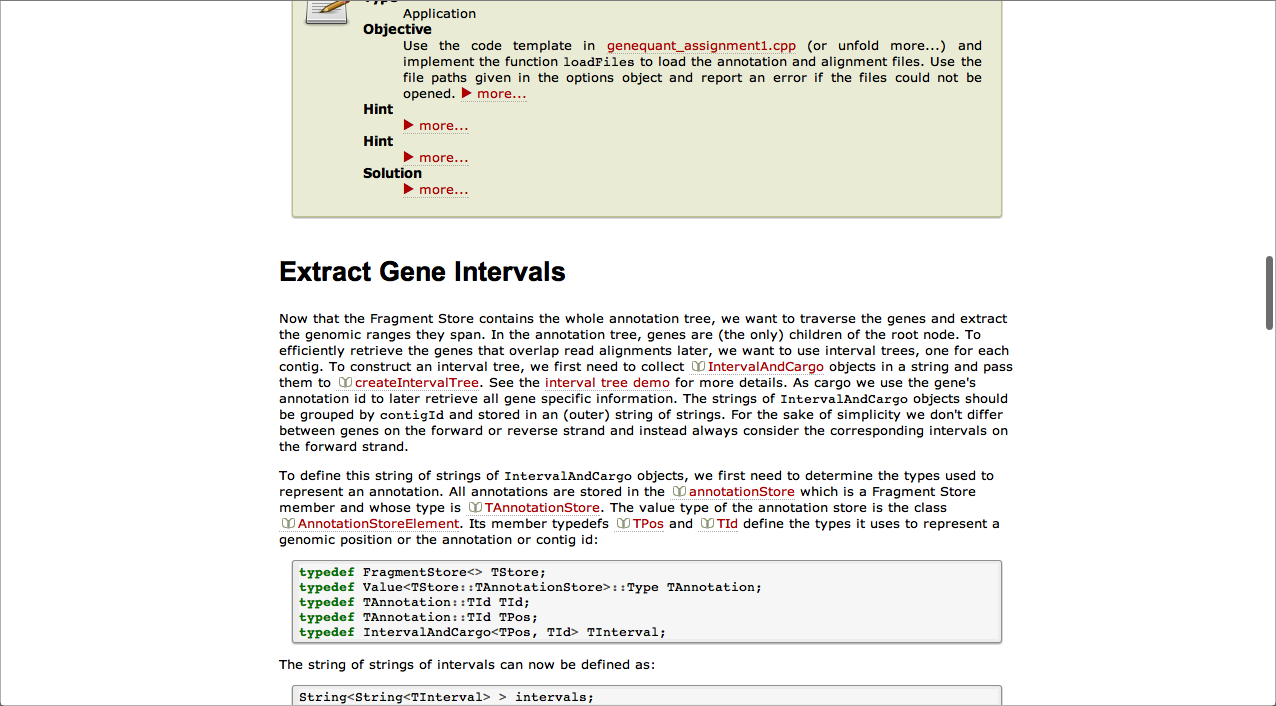 Application
Objective
Use the code template in genequant_assignment1.cpp (or unfold more...) and
implement the function loadFiles to load the annotation and alignment files. Use the
file paths given in the options object and report an error if the files could not be
opened. ▶ more...
Hint
▶ more...
Hint
▶ more...
Solution
▶ more...
Extract Gene Intervals
Now that the Fragment Store contains the whole annotation tree, we want to traverse the genes and extract
the genomic ranges they span. In the annotation tree, genes are (the only) children of the root node. To
efficiently retrieve the genes that overlap read alignments later, we want to use interval trees, one for each
contig. To construct an interval tree, we first need to collect IntervalAndCargo objects in a string and pass
them to createIntervalTree. See the interval tree demo for more details. As cargo we use the gene's
annotation id to later retrieve all gene specific information. The strings of IntervalAndCargo objects should
be grouped by contigId and stored in an (outer) string of strings. For the sake of simplicity we don't differ
between genes on the forward or reverse strand and instead always consider the corresponding intervals on
the forward strand.
To define this string of strings of IntervalAndCargo objects, we first need to determine the types used to
represent an annotation. All annotations are stored in the annotationStore which is a Fragment Store
member and whose type is TAnnotationStore. The value type of the annotation store is the class
AnnotationStoreElement. Its member typedefs TPos and TId define the types it uses to represent a
genomic position or the annotation or contig id:
typedef FragmentStore<> TStore;
typedef Value<TStore::TAnnotationStore>::Type TAnnotation;
typedef TAnnotation::TId TId;
typedef TAnnotation::TId TPos;
typedef IntervalAndCargo<TPos, TId> TInterval;
The string of strings of intervals can now be defined as:
String<String<TInterval> > intervals;